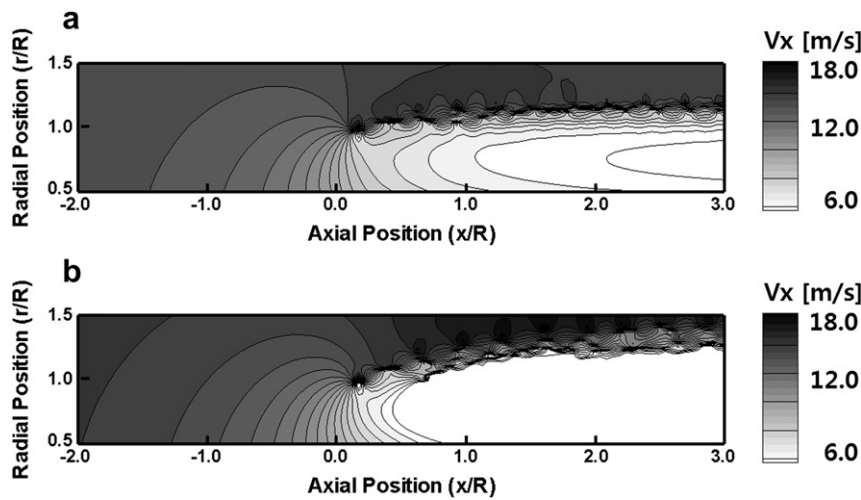 a
Vx [m/s]
18.0
12.0
6.0
Radial Position (r/R)
1.5
1.0
0.5
-2.0 -1.0 0.0 1.0 2.0 3.0
Axial Position (x/R)
b
Vx [m/s]
18.0
12.0
6.0
Radial Position (r/R)
1.5
1.0
0.5
-2.0 -1.0 0.0 1.0 2.0 3.0
Axial Position (x/R)